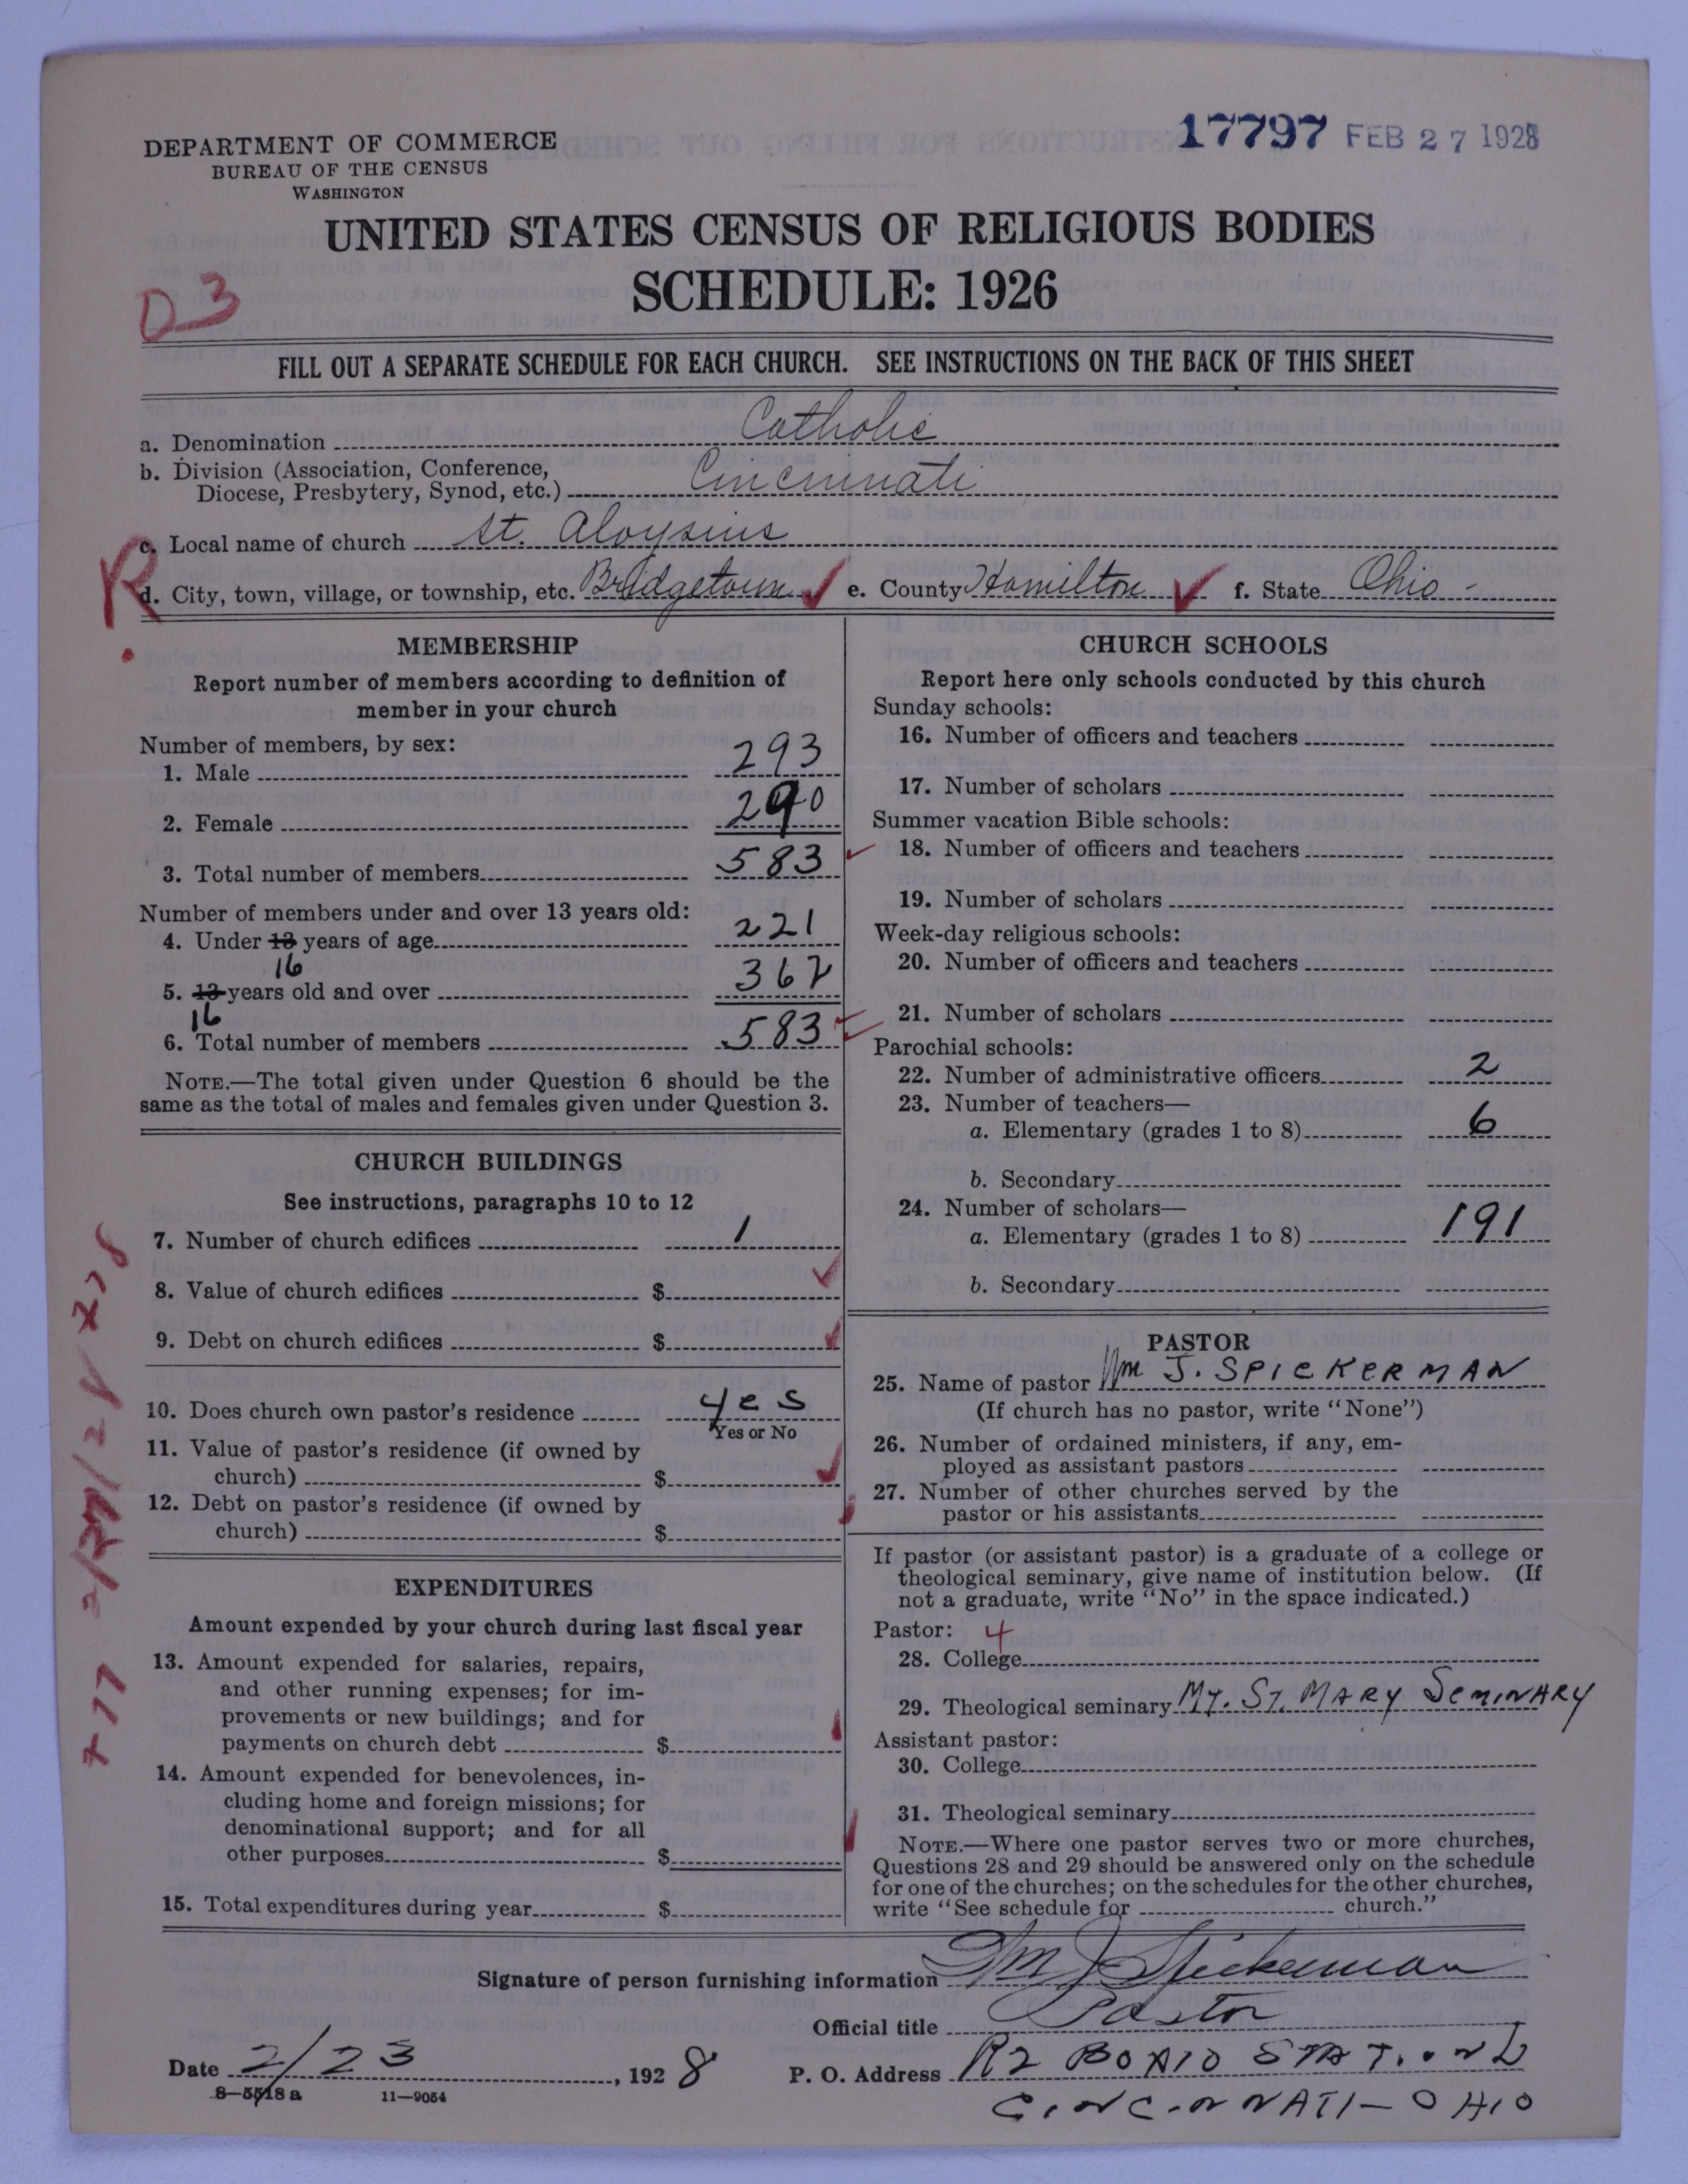 17797 FEB 27 1928
DEPARTMENT OF COMMERCE
BUREAU OF THE CENSUS
WASHINGTON
UNITED STATES CENSUS OF RELIGIOUS BODIES
SCHEDULE: 1926
D3
FILL OUT A SEPARATE SCHEDULE FOR EACH CHURCH. SEE INSTRUCTIONS ON THE BACK OF THIS SHEET
a. Denomination Catholic
b. Division (Association, Conference,
Diocese, Presbytery, Synod, etc.) Cincinnati
c. Local name of church St. Aloysius
R.
d. City, town, village, or township, etc. Bridgetown ✓ e. County Hamilton ✓ f. State Ohio -
MEMBERSHIP
Report number of members according to definition of
member in your church
Number of members, by sex:
1. Male 293
2. Female 290
3. Total number of members 583
Number of members under and over 13 years old:
4. Under 13 years of age 221
16
5. 13 years old and over 362
16
6. Total number of members 583
NOTE.—The total given under Question 6 should be the
same as the total of males and females given under Question 3.
CHURCH BUILDINGS
See instructions, paragraphs 10 to 12
7. Number of church edifices 1
8. Value of church edifices $
9. Debt on church edifices $
10. Does church own pastor's residence yes
Yes or No
11. Value of pastor's residence (if owned by
church) $
12. Debt on pastor's residence (if owned by
church) $
EXPENDITURES
Amount expended by your church during last fiscal year
13. Amount expended for salaries, repairs,
and other running expenses; for im-
provements or new buildings; and for
payments on church debt $
14. Amount expended for benevolences, in-
cluding home and foreign missions; for
denominational support; and for all
other purposes $
15. Total expenditures during year $
CHURCH SCHOOLS
Report here only schools conducted by this church
Sunday schools:
16. Number of officers and teachers
17. Number of scholars
Summer vacation Bible schools:
18. Number of officers and teachers
19. Number of scholars
Week-day religious schools:
20. Number of officers and teachers
21. Number of scholars
Parochial schools:
22. Number of administrative officers 2
23. Number of teachers—
a. Elementary (grades 1 to 8) 6
b. Secondary
24. Number of scholars—
a. Elementary (grades 1 to 8) 191
b. Secondary
PASTOR
25. Name of pastor Wm J. SPICKERMAN
(If church has no pastor, write "None")
26. Number of ordained ministers, if any, em-
ployed as assistant pastors
27. Number of other churches served by the
pastor or his assistants
If pastor (or assistant pastor) is a graduate of a college or
theological seminary, give name of institution below. (If
not a graduate, write "No" in the space indicated.)
Pastor: 4
28. College
29. Theological seminary MT. ST. MARY SEMINARY
Assistant pastor:
30. College
31. Theological seminary
NOTE.—Where one pastor serves two or more churches,
Questions 28 and 29 should be answered only on the schedule
for one of the churches; on the schedules for the other churches,
write "See schedule for church."
Signature of person furnishing information Wm J Spickerman
Official title Pastor
Date 2/23, 1928 P. O. Address R2
8—5518a 11—9054
CINCINNATI — OHIO